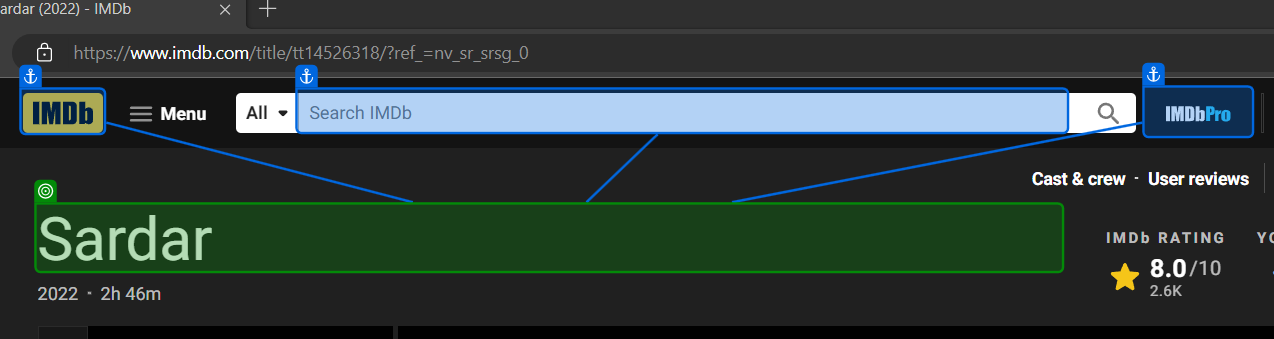 ardar (2022) - IMDb
https://www.imdb.com/title/tt14526318/?ref_=nv_sr_srsg_0
IMDb Menu All Search IMDb IMDbPro
Cast & crew · User reviews
Sardar
IMDb RATING YO
8.0/10
2.6K
2022 · 2h 46m